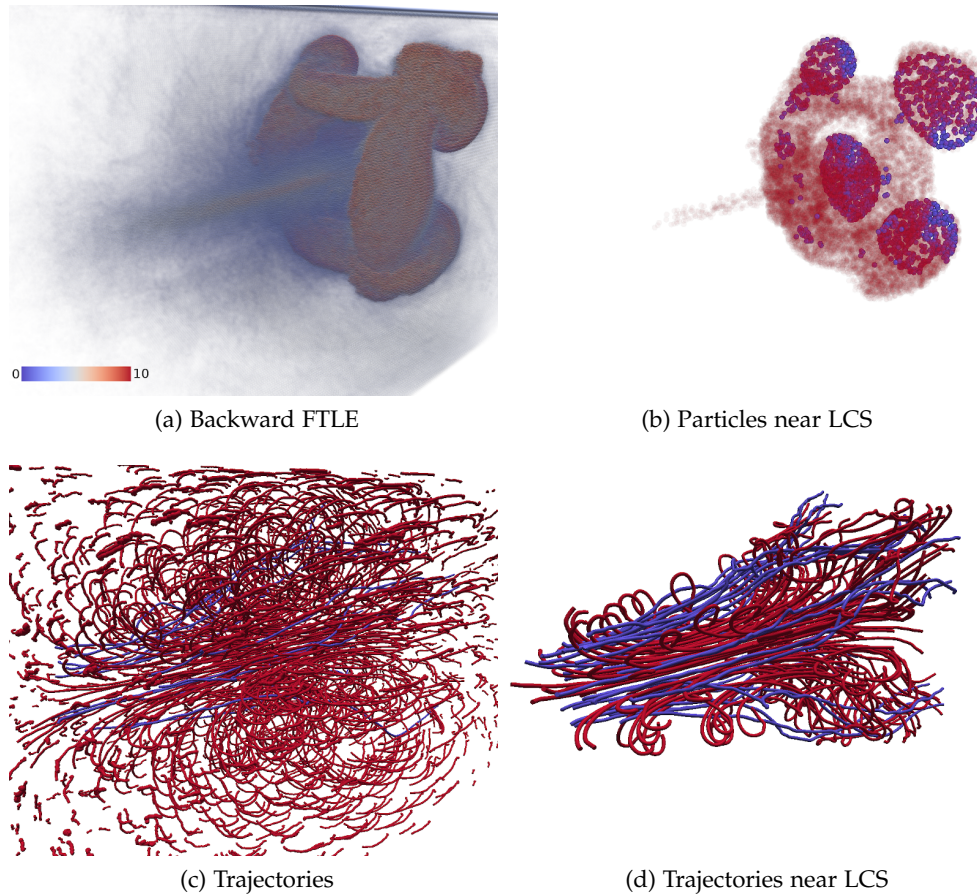 0 10
(a) Backward FTLE
(b) Particles near LCS
(c) Trajectories
(d) Trajectories near LCS